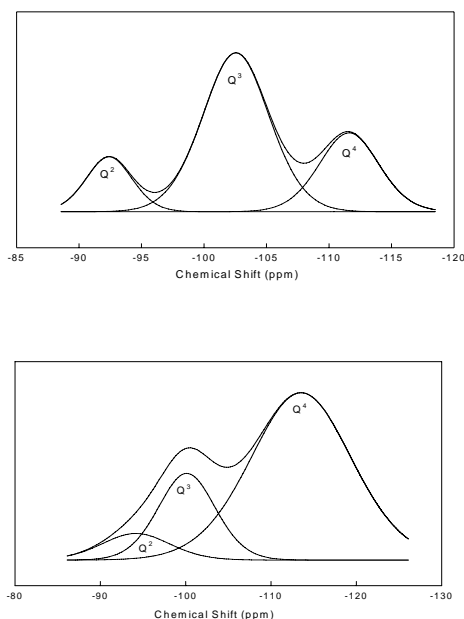 Q³
Q⁴
Q²
-85 -90 -95 -100 -105 -110 -115 -120
Chemical Shift (ppm)
Q⁴
Q³
Q²
-80 -90 -100 -110 -120 -130
Chemical Shift (ppm)